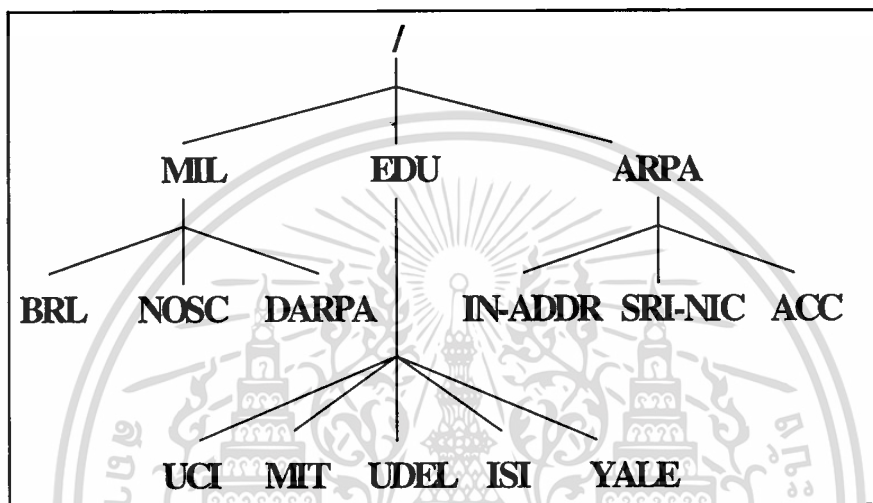 /
MIL EDU ARPA
BRL NOSC DARPA IN-ADDR SRI-NIC ACC
UCI MIT UDEL ISI YALE